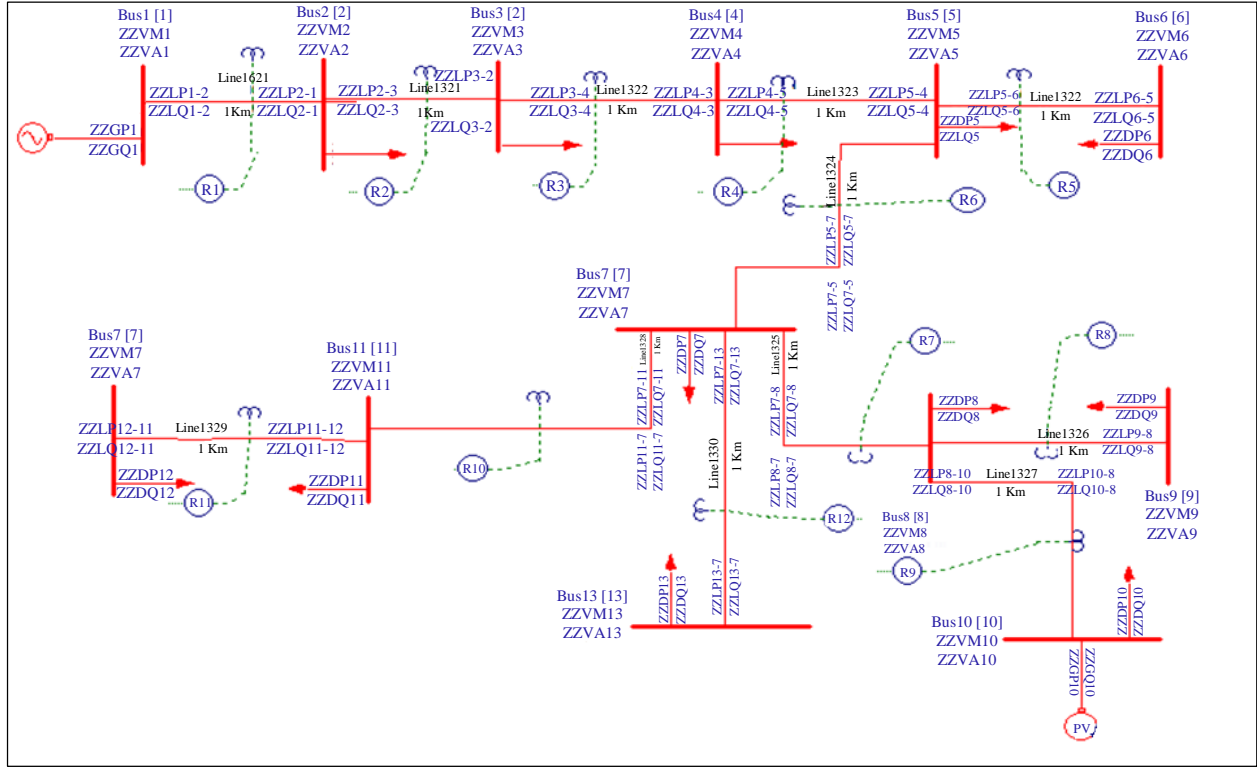 Bus1 [1]
ZZVM1
ZZVA1
Bus2 [2]
ZZVM2
ZZVA2
Bus3 [2]
ZZVM3
ZZVA3
Bus4 [4]
ZZVM4
ZZVA4
Bus5 [5]
ZZVM5
ZZVA5
Bus6 [6]
ZZVM6
ZZVA6
ZZLP1-2
ZZLQ1-2
Line1621
1Km
ZZLP2-1
ZZLQ2-1
ZZLP2-3
ZZLQ2-3
Line1321
1Km
ZZLP3-2
ZZLQ3-2
ZZLP3-4
ZZLQ3-4
Line1322
1 Km
ZZLP4-3
ZZLQ4-3
ZZLP4-5
ZZLQ4-5
Line1323
1 Km
ZZLP5-4
ZZLQ5-4
ZZLP5-6
ZZLQ5-6
Line1322
1 Km
ZZLP6-5
ZZLQ6-5
ZZGP1
ZZGQ1
ZZDP5
ZZLQ5
ZZDP6
ZZDQ6
R1
R2
R3
R4
R5
R6
Line1324
1 Km
ZZLP5-7
ZZLQ5-7
ZZLP7-5
ZZLQ7-5
Bus7 [7]
ZZVM7
ZZVA7
Bus7 [7]
ZZVM7
ZZVA7
Bus11 [11]
ZZVM11
ZZVA11
Line1328
1 Km
ZZLP7-11
ZZLQ7-11
ZZDP7
ZZDQ7
ZZLP7-13
ZZLQ7-13
Line1325
1 Km
ZZLP7-8
ZZLQ7-8
R7
R8
ZZDP8
ZZDQ8
ZZDP9
ZZDQ9
ZZLP12-11
ZZLQ12-11
Line1329
1 Km
ZZLP11-12
ZZLQ11-12
ZZLP11-7
ZZLQ11-7
Line1330
1 Km
ZZLP8-7
ZZLQ8-7
Line1326
1 Km
ZZLP9-8
ZZLQ9-8
ZZDP12
ZZDQ12
R11
ZZDP11
ZZDQ11
R10
ZZLP8-10
ZZLQ8-10
Line1327
1 Km
ZZLP10-8
ZZLQ10-8
Bus9 [9]
ZZVM9
ZZVA9
R12
Bus8 [8]
ZZVM8
ZZVA8
R9
Bus13 [13]
ZZVM13
ZZVA13
ZZDP13
ZZDQ13
ZZLP13-7
ZZLQ13-7
Bus10 [10]
ZZVM10
ZZVA10
ZZDP10
ZZDQ10
ZZGP10
ZZGQ10
PV